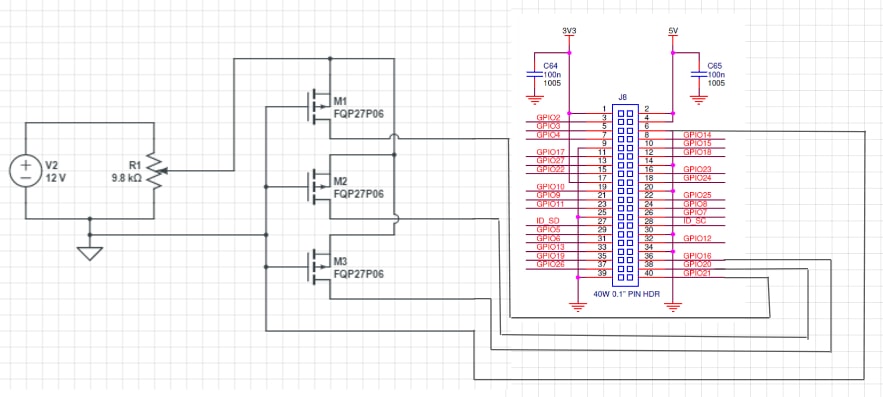 3V3
5V
C64
100n
1005
C65
100n
1005
J8
M1
FQP27P06
V2
12 V
R1
9.8 kΩ
M2
FQP27P06
M3
FQP27P06
1 2
GPIO2 3 4
GPIO3 5 6
GPIO4 7 8 GPIO14
9 10 GPIO15
GPIO17 11 12 GPIO18
GPIO27 13 14
GPIO22 15 16 GPIO23
17 18 GPIO24
GPIO10 19 20
GPIO9 21 22 GPIO25
GPIO11 23 24 GPIO8
25 26 GPIO7
ID_SD 27 28 ID_SC
GPIO5 29 30
GPIO6 31 32 GPIO12
GPIO13 33 34
GPIO19 35 36 GPIO16
GPIO26 37 38 GPIO20
39 40 GPIO21
40W 0.1" PIN HDR